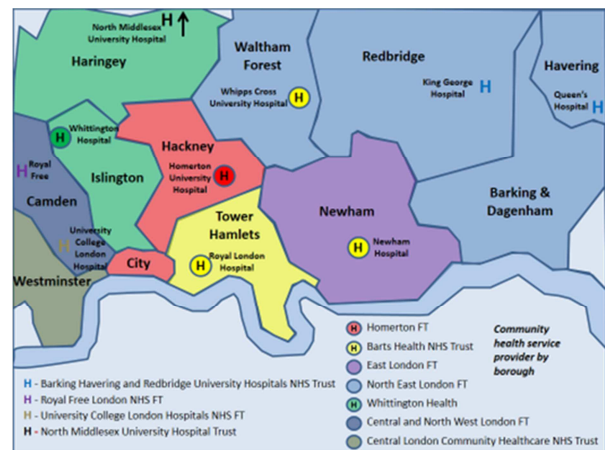 North Middlesex
University Hospital
H
Haringey
Waltham
Forest
Whipps Cross
University Hospital
H
Redbridge
King George
Hospital
H
Havering
Queen's
Hospital
H
H
Whittington
Hospital
Hackney
Homerton
University
Hospital
H
H
Royal
Free
Camden
Islington
University
College
London
Hospital
H
Tower
Hamlets
H
Royal London
Hospital
Newham
H
Newham
Hospital
Barking &
Dagenham
City
Westminster
H - Barking Havering and Redbridge University Hospitals NHS Trust
H - Royal Free London NHS FT
H - University College London Hospitals NHS FT
H - North Middlesex University Hospital Trust
H Homerton FT
H Barts Health NHS Trust
East London FT
North East London FT
Whittington Health
Central and North West London FT
Central London Community Healthcare NHS Trust
Community
health service
provider by
borough